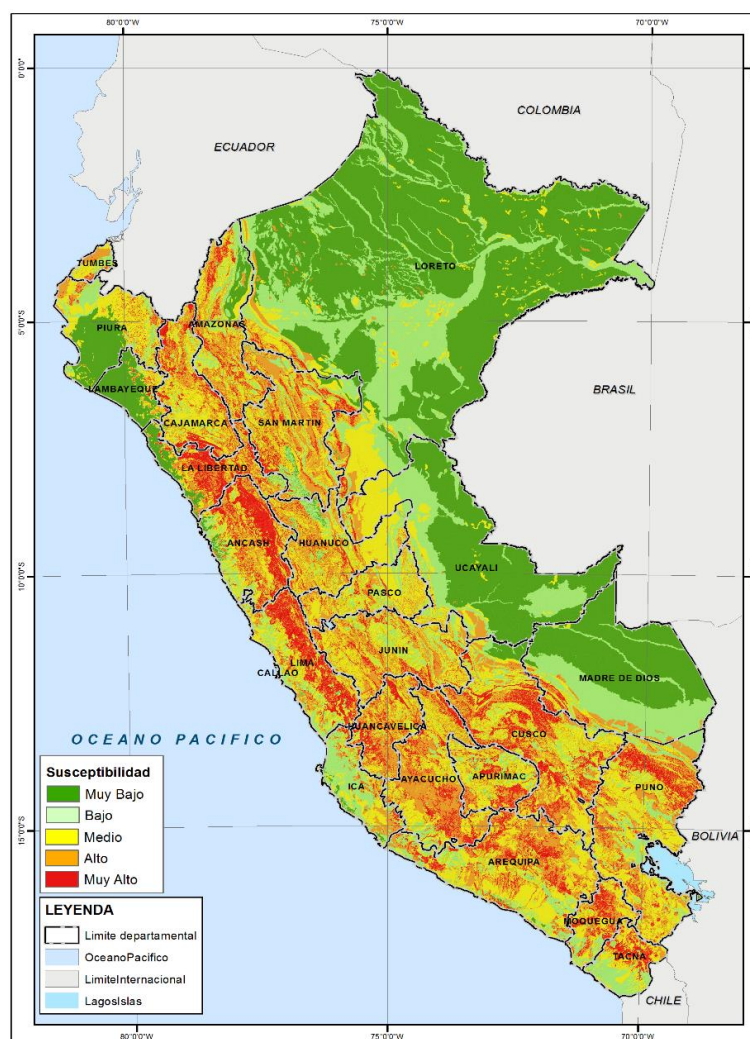 80°0'0"W
75°0'0"W
70°0'0"W
0°0'0"
COLOMBIA
ECUADOR
TUMBES
LORETO
5°0'0"S
PIURA
AMAZONAS
LAMBAYEQUE
BRASIL
CAJAMARCA
SAN MARTIN
LA LIBERTAD
ANCASH
HUANUCO
UCAYALI
10°0'0"S
PASCO
JUNIN
LIMA
CALLAO
MADRE DE DIOS
HUANCAVELICA
CUSCO
OCEANO PACIFICO
Susceptibilidad
Muy Bajo
Bajo
Medio
Alto
Muy Alto
ICA
AYACUCHO
APURIMAC
PUNO
15°0'0"S
BOLIVIA
AREQUIPA
MOQUEGUA
TACNA
LEYENDA
Limite departamental
OceanoPacifico
LimiteInternacional
LagosIslas
CHILE
80°0'0"W
75°0'0"W
70°0'0"W